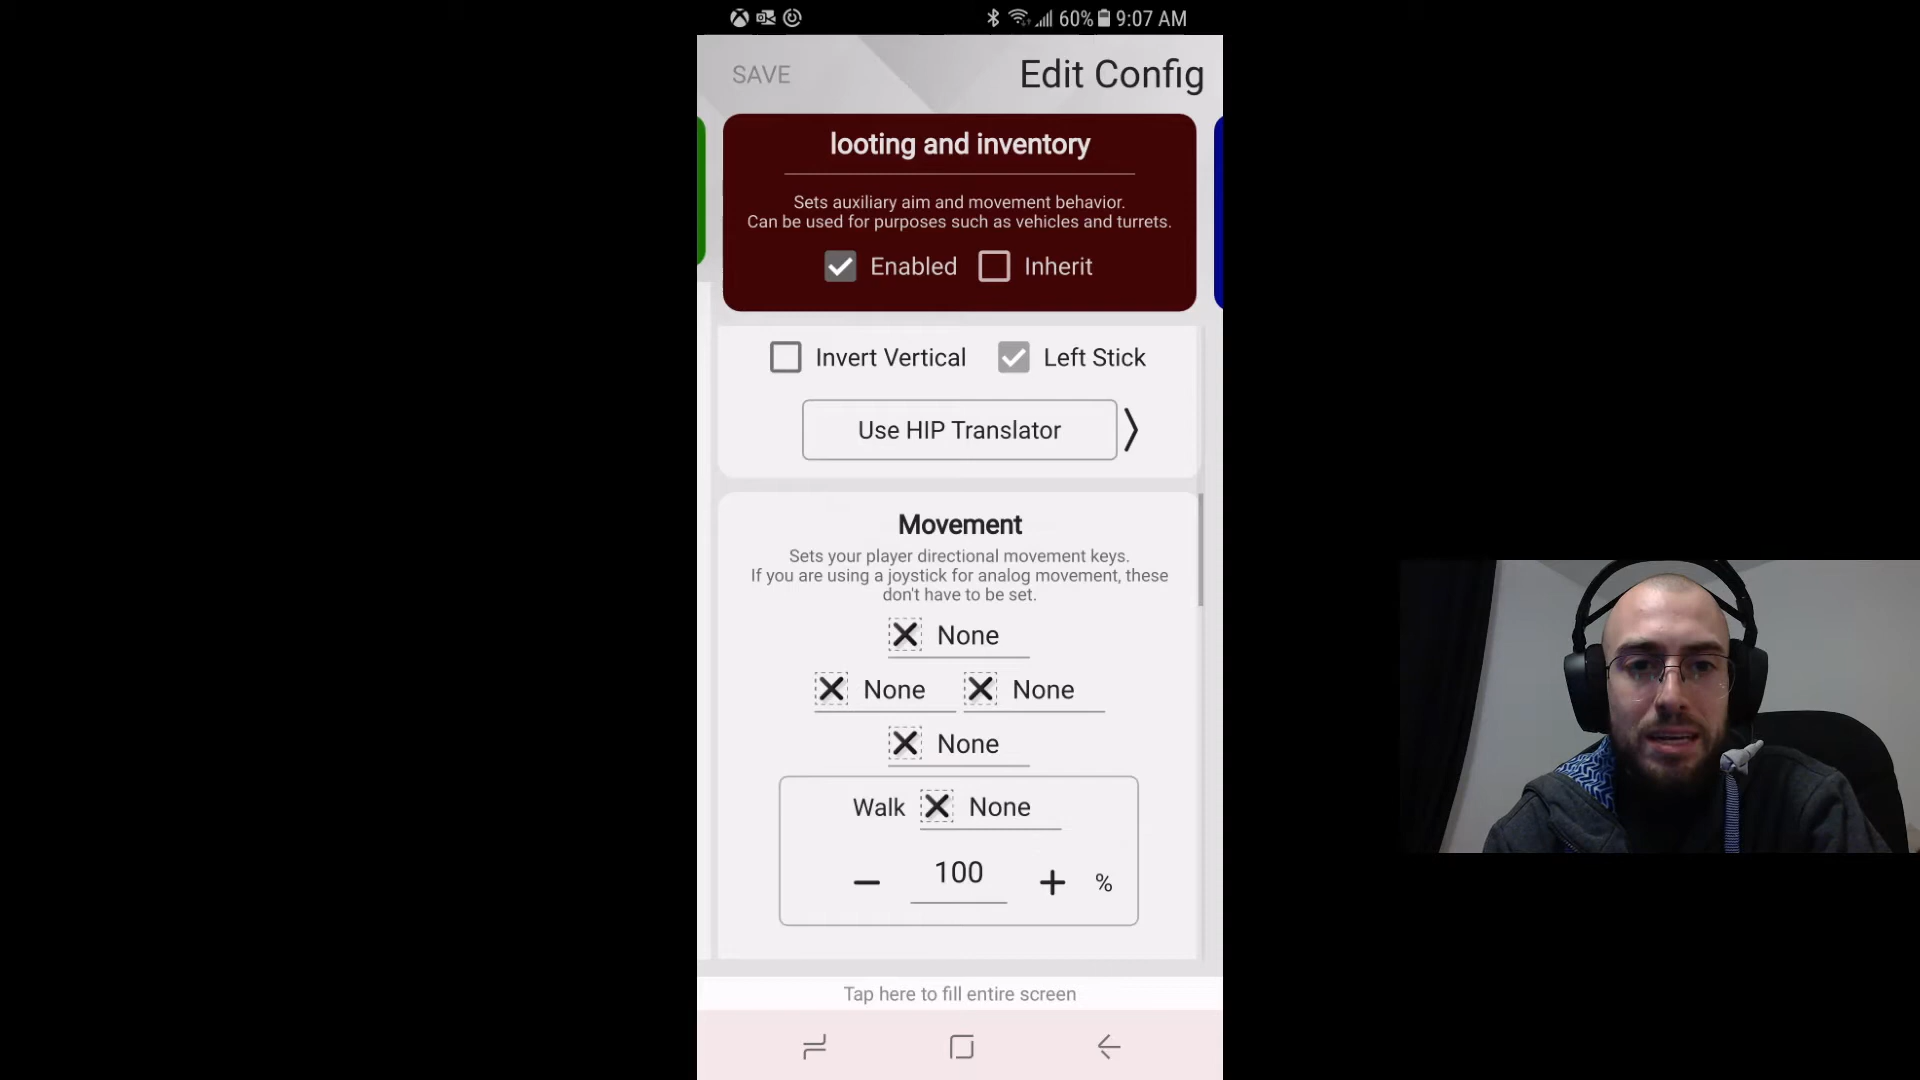 60% 9:07 AM
SAVE
Edit Config
looting and inventory
Sets auxiliary aim and movement behavior.
Can be used for purposes such as vehicles and turrets.
Enabled Inherit
Invert Vertical Left Stick
Use HIP Translator
Movement
Sets your player directional movement keys.
If you are using a joystick for analog movement, these
don't have to be set.
None
None None
None
Walk None
100 %
Tap here to fill entire screen